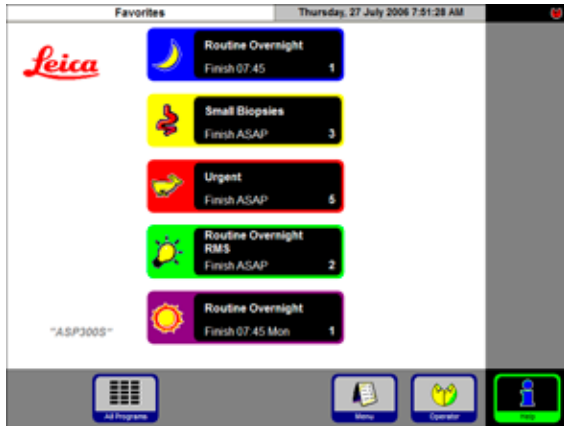 Favorites
Thursday, 27 July 2006 7:51:28 AM
Leica
Routine Overnight
Finish 07:45 1
Small Biopsies
Finish ASAP 3
Urgent
Finish ASAP 5
Routine Overnight
RMS
Finish ASAP 2
Routine Overnight
Finish 07:45 Mon 1
"ASP300S"
All Programs
Menu
Operator
Help